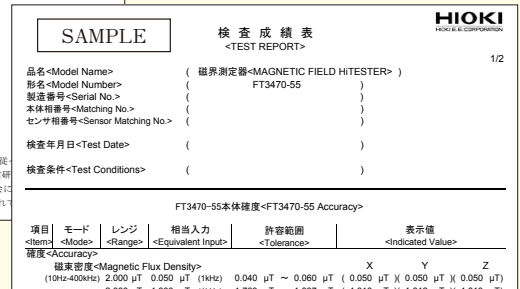 SAMPLE
検 査 成 績 表
<TEST REPORT>
HIOKI
HIOKI E.E. CORPORATION
1/2
品名<Model Name> ( 磁界測定器<MAGNETIC FIELD HiTESTER> )
形名<Model Number> ( FT3470-55 )
製造番号<Serial No.> ( )
本体相番号<Matching No.> ( )
センサ相番号<Sensor Matching No.> ( )
検査年月日<Test Date> ( )
検査条件<Test Conditions> (
FT3470-55本体確度<FT3470-55 Accuracy>
項目 モード レンジ 相当入力 許容範囲 表示値
<Item> <Mode> <Range> <Equivalent Input> <Tolerance> <Indicated Value>
確度<Accuracy>
磁束密度<Magnetic Flux Density> X Y Z
(10Hz-400kHz) 2.000 μT 0.050 μT (1kHz) 0.040 μT ~ 0.060 μT ( 0.050 μT )( 0.050 μT )( 0.050 μT)